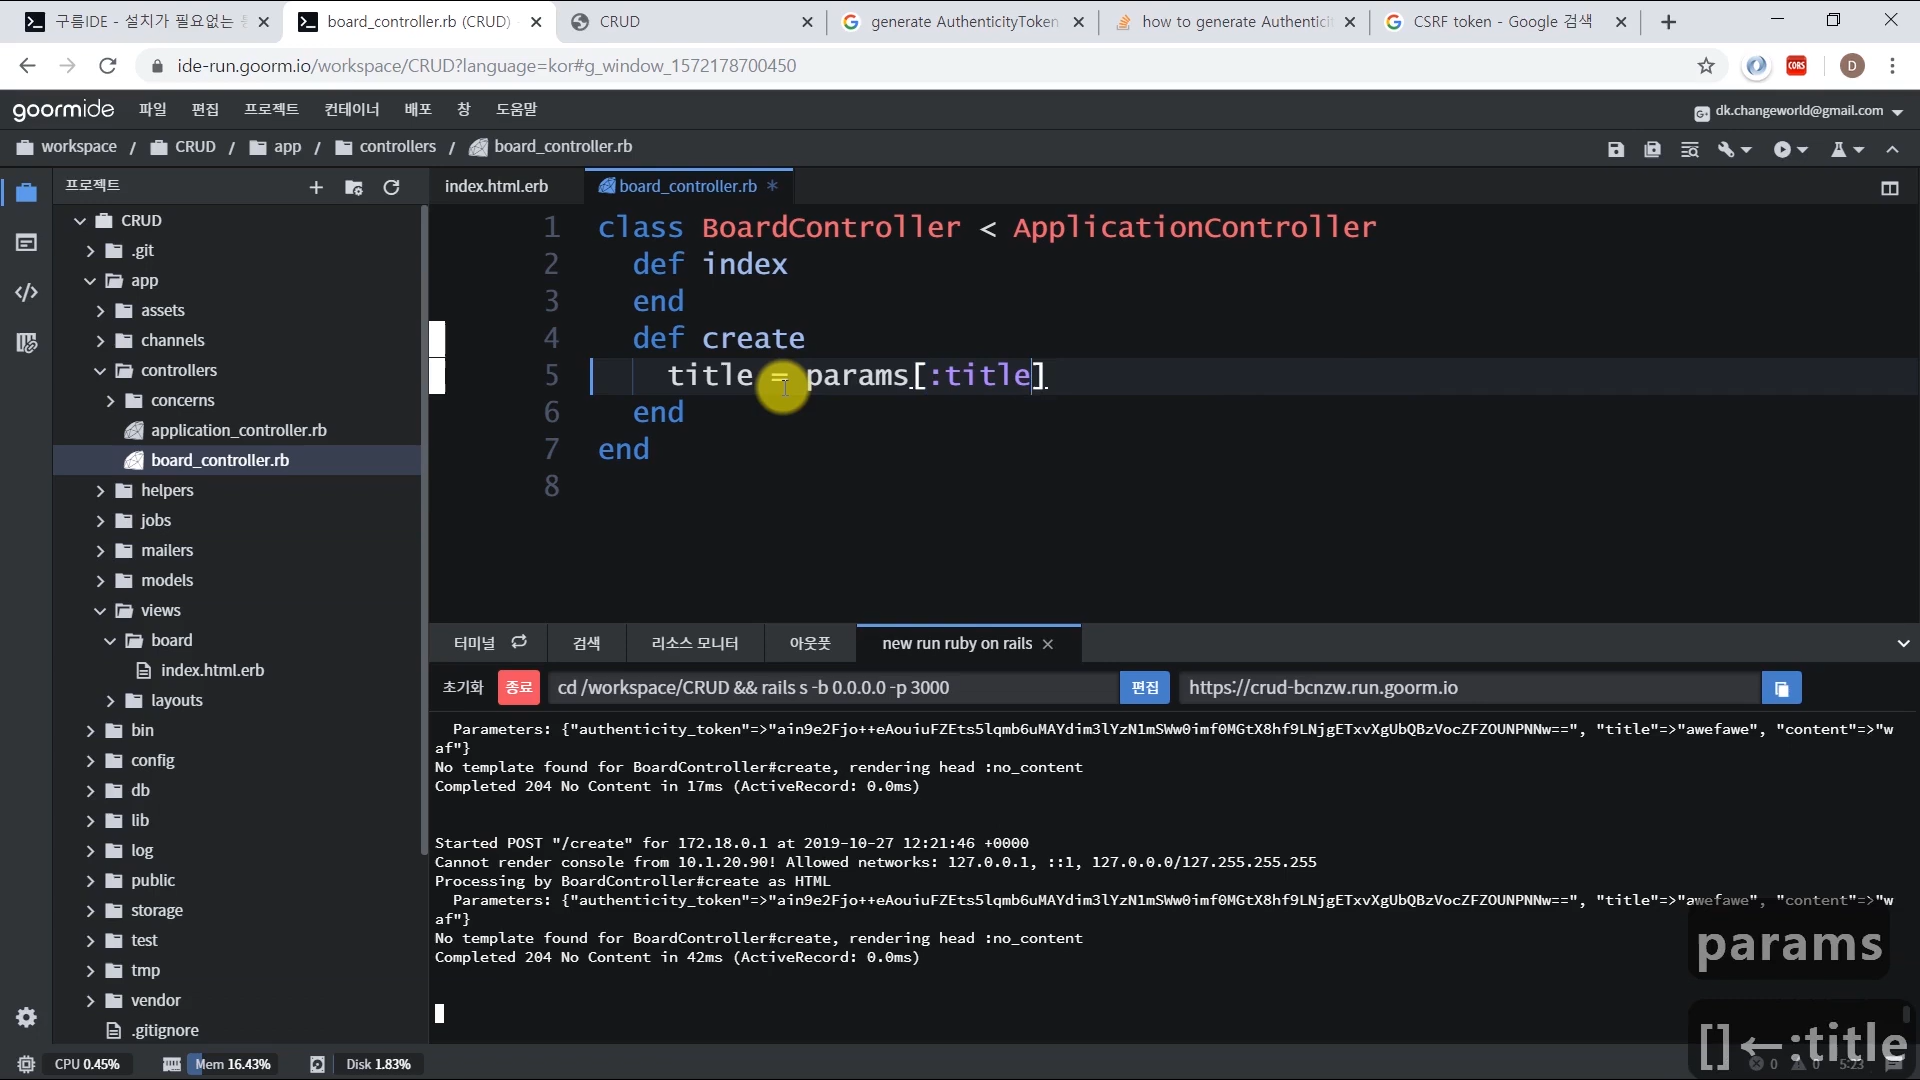 구름IDE - 설치가 필요없는
board_controller.rb (CRUD)
CRUD
generate AuthenticityToken
how to generate Authentici
CSRF token - Google 검색
ide-run.goorm.io/workspace/CRUD?language=kor#g_window_1572178700450
CORS
D
goormide 파일 편집 프로젝트 컨테이너 배포 창 도움말
G+ dk.changeworld@gmail.com
workspace / CRUD / app / controllers / board_controller.rb
프로젝트
index.html.erb
board_controller.rb *
CRUD
.git
app
assets
channels
controllers
concerns
application_controller.rb
board_controller.rb
helpers
jobs
mailers
models
views
board
index.html.erb
layouts
bin
config
db
lib
log
public
storage
test
tmp
vendor
.gitignore
1 class BoardController < ApplicationController
2 def index
3 end
4 def create
5 title = params[:title]
6 end
7 end
8
터미널 검색 리소스 모니터 아웃풋 new run ruby on rails
초기화 종료 cd /workspace/CRUD && rails s -b 0.0.0.0 -p 3000 편집 https://crud-bcnzw.run.goorm.io
Parameters: {"authenticity_token"=>"ain9e2Fjo++eAouiuFZEts5lqmb6uMAYdim3lYzN1mSWw0imf0MGtX8hf9LNjgETxvXgUbQBzVocZFZOUNPNNw==", "title"=>"awefawe", "content"=>"w
af"}
No template found for BoardController#create, rendering head :no_content
Completed 204 No Content in 17ms (ActiveRecord: 0.0ms)
Started POST "/create" for 172.18.0.1 at 2019-10-27 12:21:46 +0000
Cannot render console from 10.1.20.90! Allowed networks: 127.0.0.1, ::1, 127.0.0.0/127.255.255.255
Processing by BoardController#create as HTML
Parameters: {"authenticity_token"=>"ain9e2Fjo++eAouiuFZEts5lqmb6uMAYdim3lYzN1mSWw0imf0MGtX8hf9LNjgETxvXgUbQBzVocZFZOUNPNNw==", "title"=>"awefawe", "content"=>"w
af"}
No template found for BoardController#create, rendering head :no_content
Completed 204 No Content in 42ms (ActiveRecord: 0.0ms)
params
[]←:title
CPU 0.45% Mem 16.43% Disk 1.83%
0 0 5:23